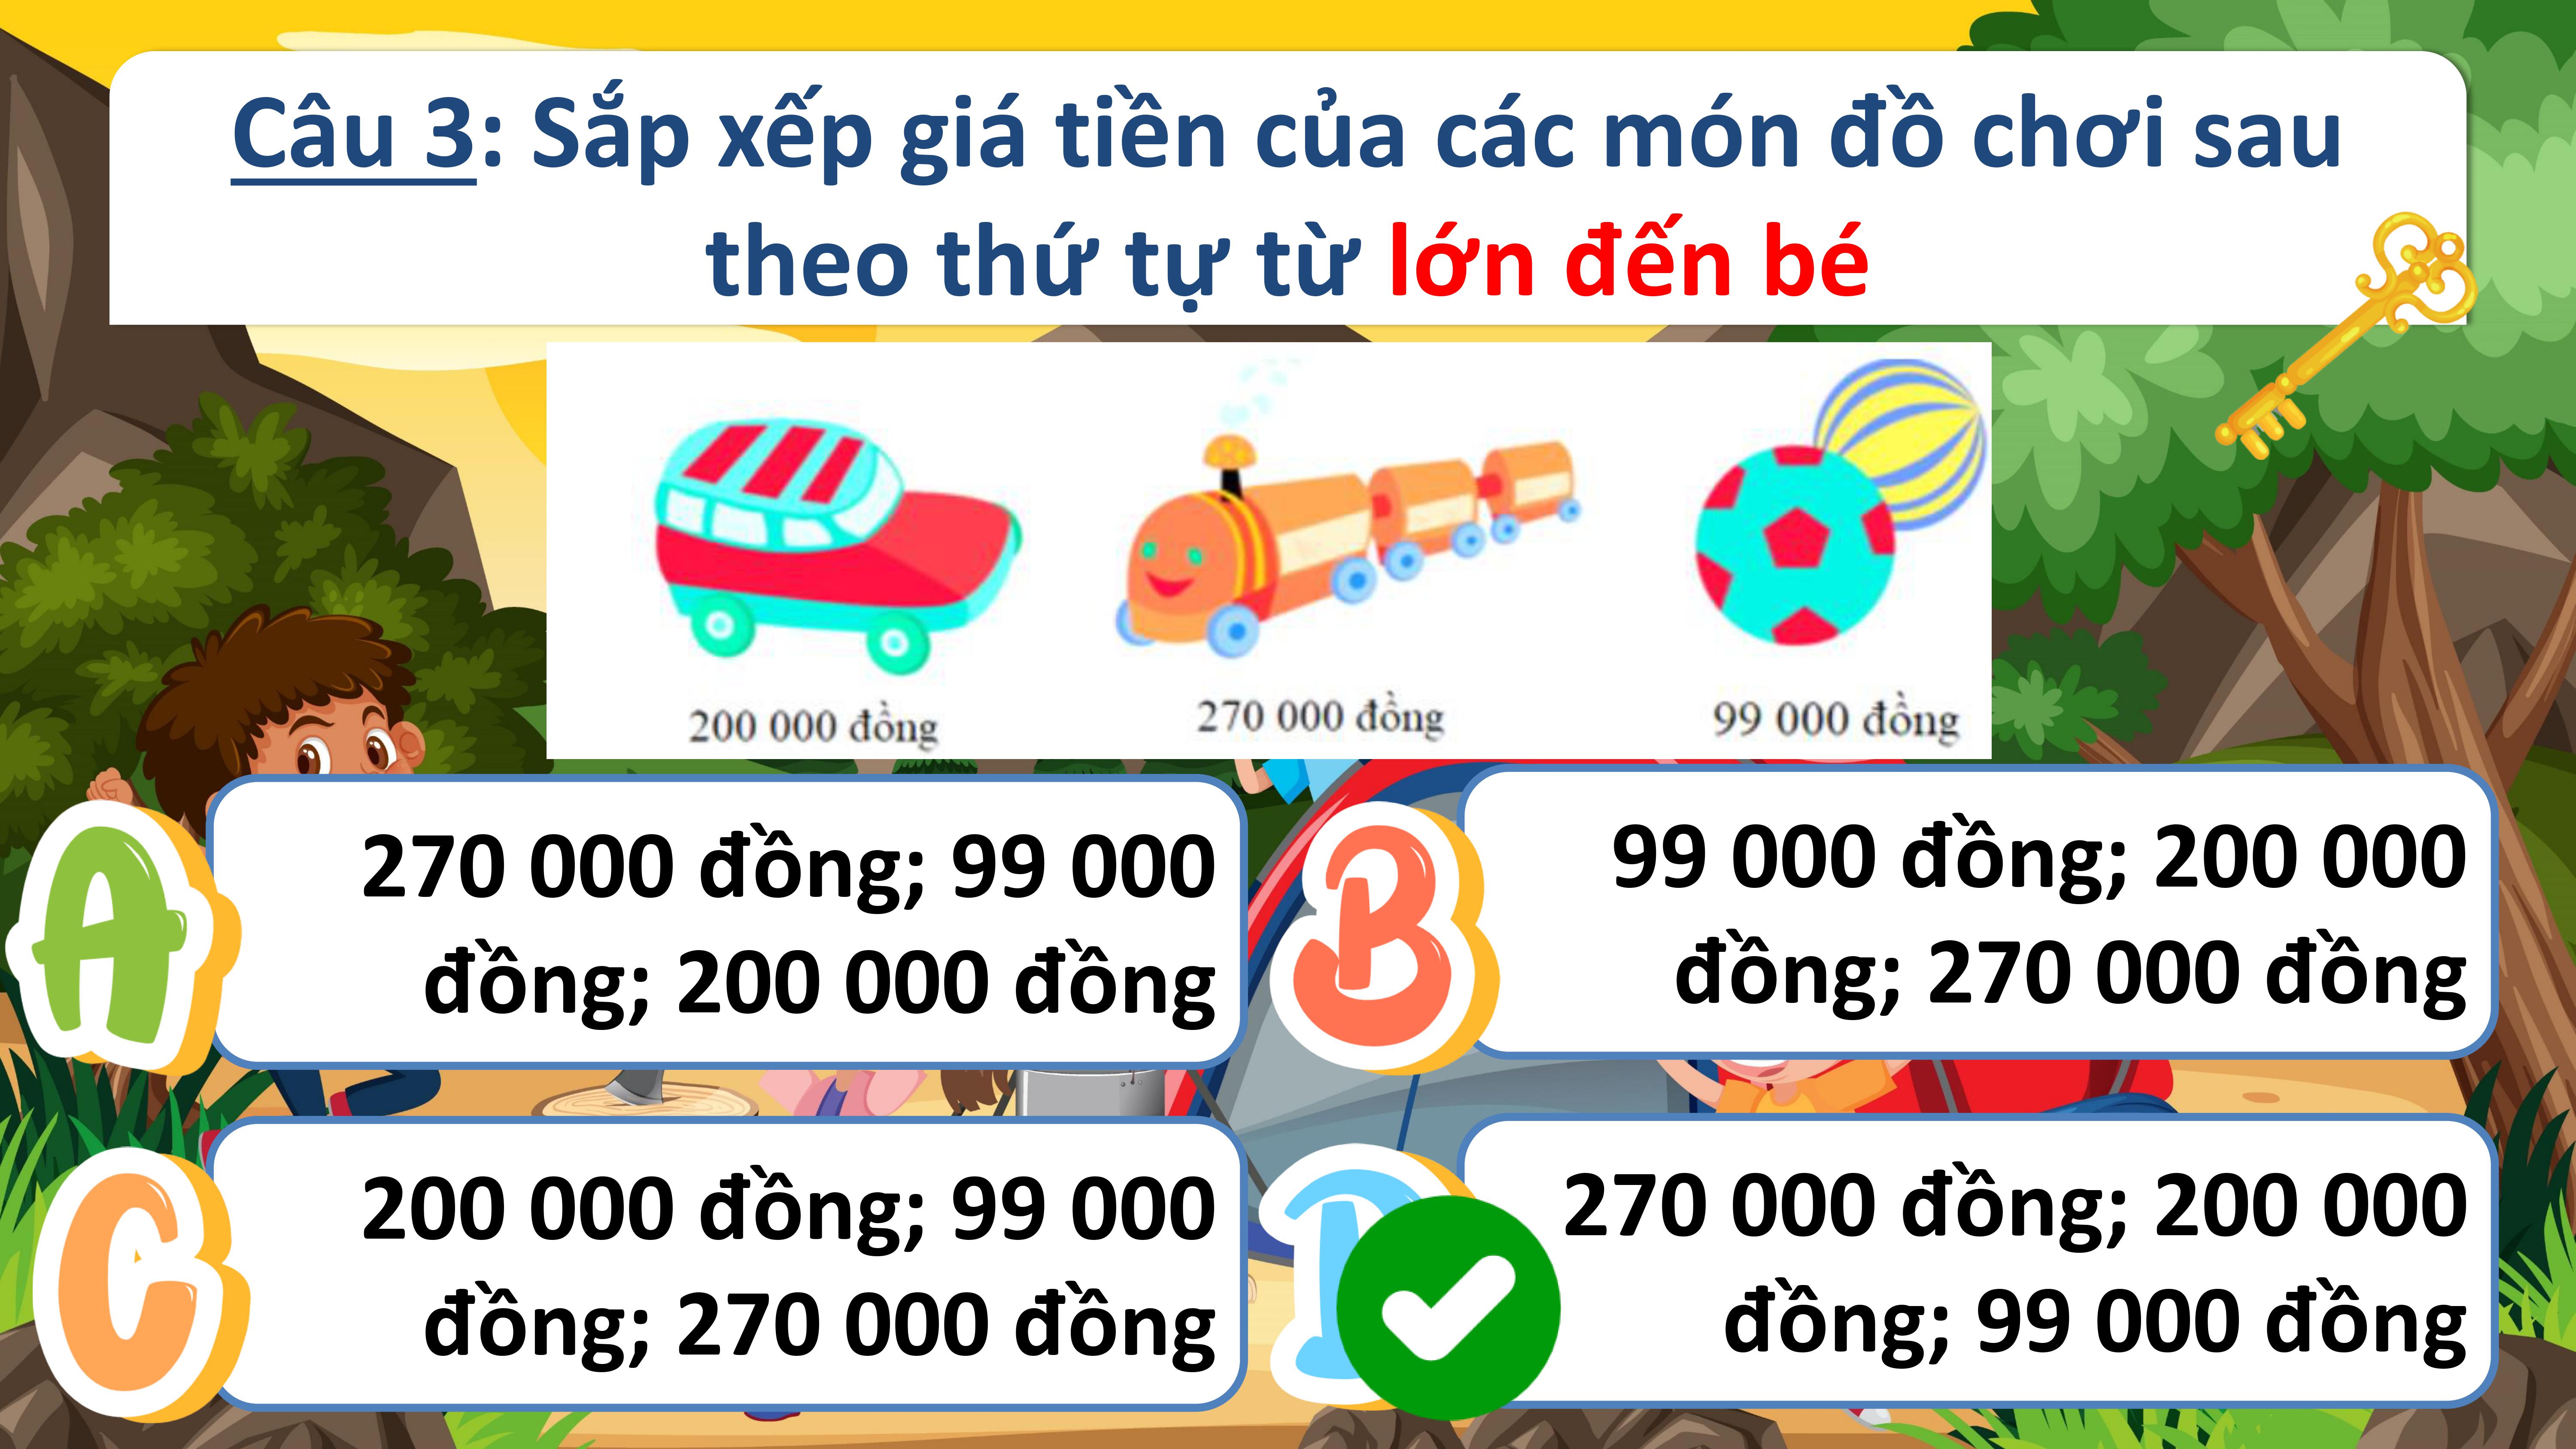 Câu 3: Sắp xếp giá tiền của các món đồ chơi sau
theo thứ tự từ lớn đến bé
200 000 đồng
270 000 đồng
99 000 đồng
A
270 000 đồng; 99 000
đồng; 200 000 đồng
B
99 000 đồng; 200 000
đồng; 270 000 đồng
C
200 000 đồng; 99 000
đồng; 270 000 đồng
D
270 000 đồng; 200 000
đồng; 99 000 đồng